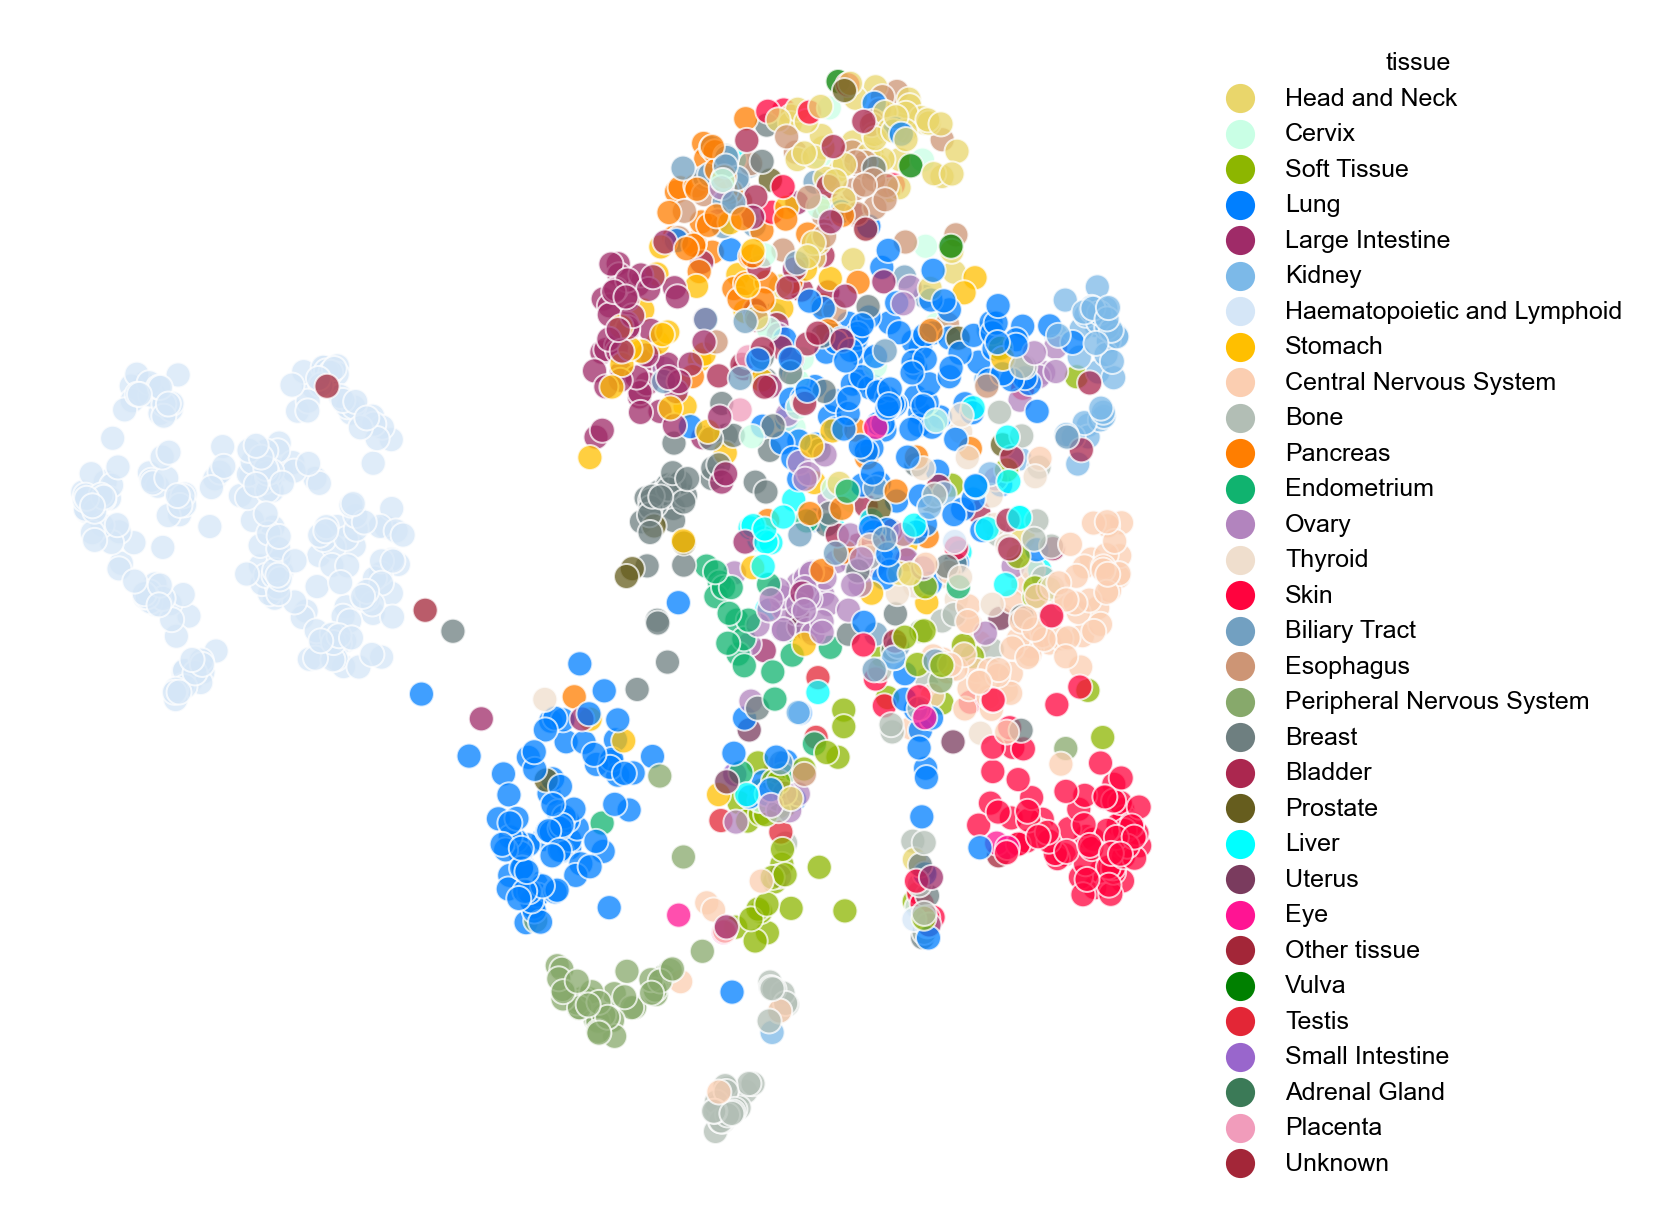 tissue
Head and Neck
Cervix
Soft Tissue
Lung
Large Intestine
Kidney
Haematopoietic and Lymphoid
Stomach
Central Nervous System
Bone
Pancreas
Endometrium
Ovary
Thyroid
Skin
Biliary Tract
Esophagus
Peripheral Nervous System
Breast
Bladder
Prostate
Liver
Uterus
Eye
Other tissue
Vulva
Testis
Small Intestine
Adrenal Gland
Placenta
Unknown